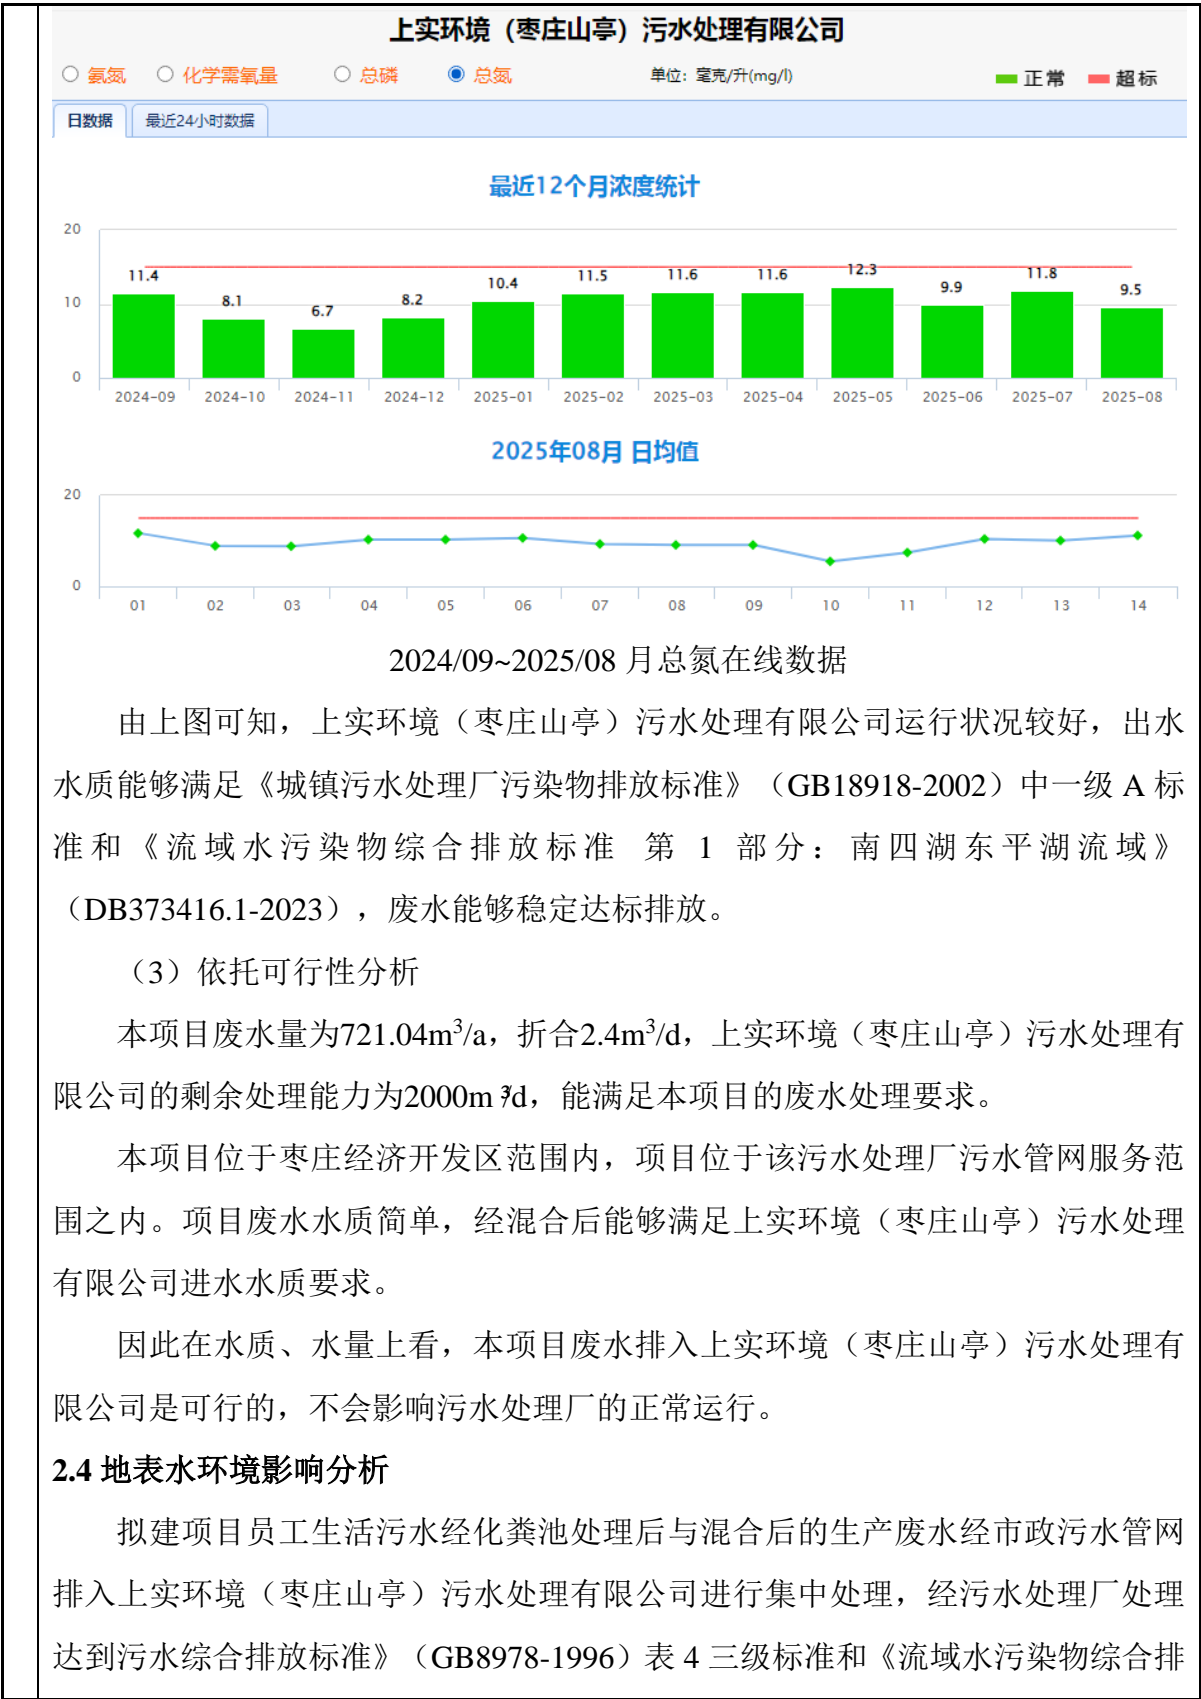 上实环境（枣庄山亭）污水处理有限公司
氨氮 化学需氧量 总磷 总氮 单位：毫克/升(mg/l) 正常 超标
日数据 最近24小时数据
最近12个月浓度统计
20
11.4 8.1 6.7 8.2 10.4 11.5 11.6 11.6 12.3 9.9 11.8 9.5
10
0
2024-09 2024-10 2024-11 2024-12 2025-01 2025-02 2025-03 2025-04 2025-05 2025-06 2025-07 2025-08
2025年08月 日均值
20
0
01 02 03 04 05 06 07 08 09 10 11 12 13 14
2024/09~2025/08 月总氮在线数据
由上图可知，上实环境（枣庄山亭）污水处理有限公司运行状况较好，出水
水质能够满足《城镇污水处理厂污染物排放标准》（GB18918-2002）中一级 A 标
准和《流域水污染物综合排放标准 第 1 部分：南四湖东平湖流域》
（DB373416.1-2023），废水能够稳定达标排放。
（3）依托可行性分析
本项目废水量为721.04m³/a，折合2.4m³/d，上实环境（枣庄山亭）污水处理有
限公司的剩余处理能力为2000m³/d，能满足本项目的废水处理要求。
本项目位于枣庄经济开发区范围内，项目位于该污水处理厂污水管网服务范
围之内。项目废水水质简单，经混合后能够满足上实环境（枣庄山亭）污水处理
有限公司进水水质要求。
因此在水质、水量上看，本项目废水排入上实环境（枣庄山亭）污水处理有
限公司是可行的，不会影响污水处理厂的正常运行。
2.4 地表水环境影响分析
拟建项目员工生活污水经化粪池处理后与混合后的生产废水经市政污水管网
排入上实环境（枣庄山亭）污水处理有限公司进行集中处理，经污水处理厂处理
达到污水综合排放标准》（GB8978-1996）表 4 三级标准和《流域水污染物综合排